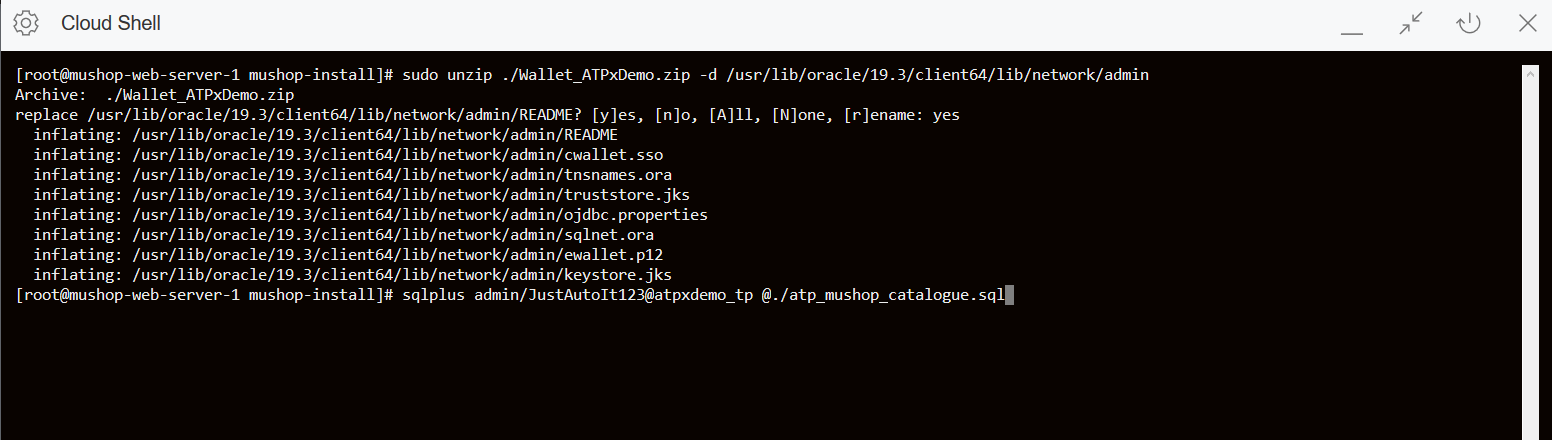 Cloud Shell
[root@mushop-web-server-1 mushop-install]# sudo unzip ./Wallet_ATPxDemo.zip -d /usr/lib/oracle/19.3/client64/lib/network/admin
Archive:  ./Wallet_ATPxDemo.zip
replace /usr/lib/oracle/19.3/client64/lib/network/admin/README? [y]es, [n]o, [A]ll, [N]one, [r]ename: yes
  inflating: /usr/lib/oracle/19.3/client64/lib/network/admin/README
  inflating: /usr/lib/oracle/19.3/client64/lib/network/admin/cwallet.sso
  inflating: /usr/lib/oracle/19.3/client64/lib/network/admin/tnsnames.ora
  inflating: /usr/lib/oracle/19.3/client64/lib/network/admin/truststore.jks
  inflating: /usr/lib/oracle/19.3/client64/lib/network/admin/ojdbc.properties
  inflating: /usr/lib/oracle/19.3/client64/lib/network/admin/sqlnet.ora
  inflating: /usr/lib/oracle/19.3/client64/lib/network/admin/ewallet.p12
  inflating: /usr/lib/oracle/19.3/client64/lib/network/admin/keystore.jks
[root@mushop-web-server-1 mushop-install]# sqlplus admin/JustAutoIt123@atpxdemo_tp @./atp_mushop_catalogue.sql